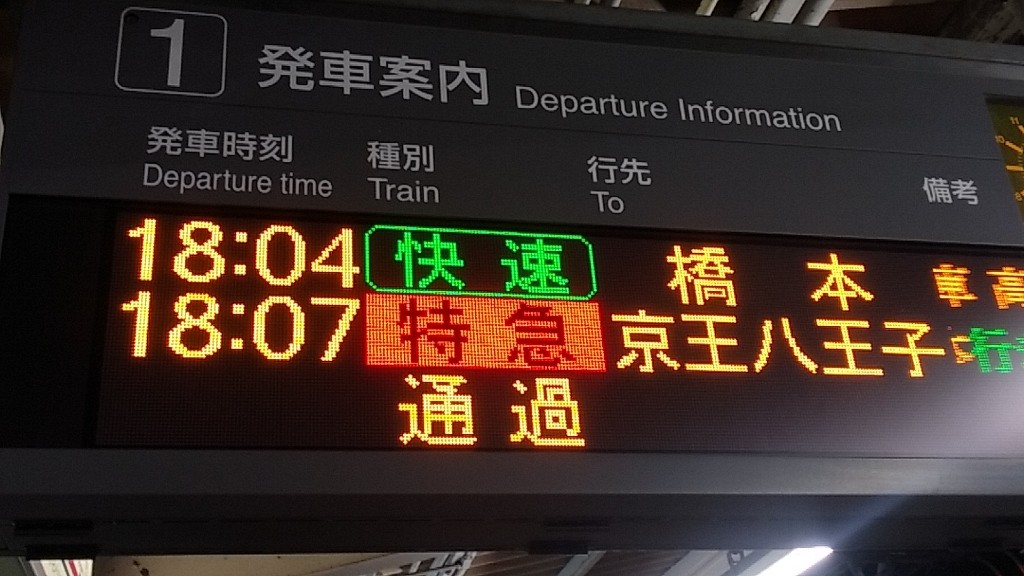 1 発車案内 Departure Information
発車時刻 種別 行先 備考
Departure time Train To
18:04 快速 橋本
18:07 特急 京王八王子 行
通過